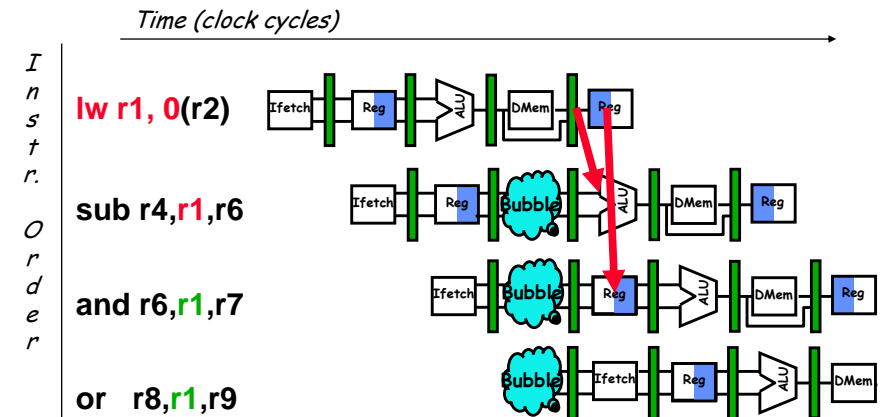 Time (clock cycles)
Instr. Order
lw r1, 0(r2)
Ifetch Reg ALU DMem Reg
sub r4,r1,r6
Ifetch Reg Bubble ALU DMem Reg
and r6,r1,r7
Ifetch Bubble Reg ALU DMem Reg
or r8,r1,r9
Bubble Ifetch Reg ALU DMem